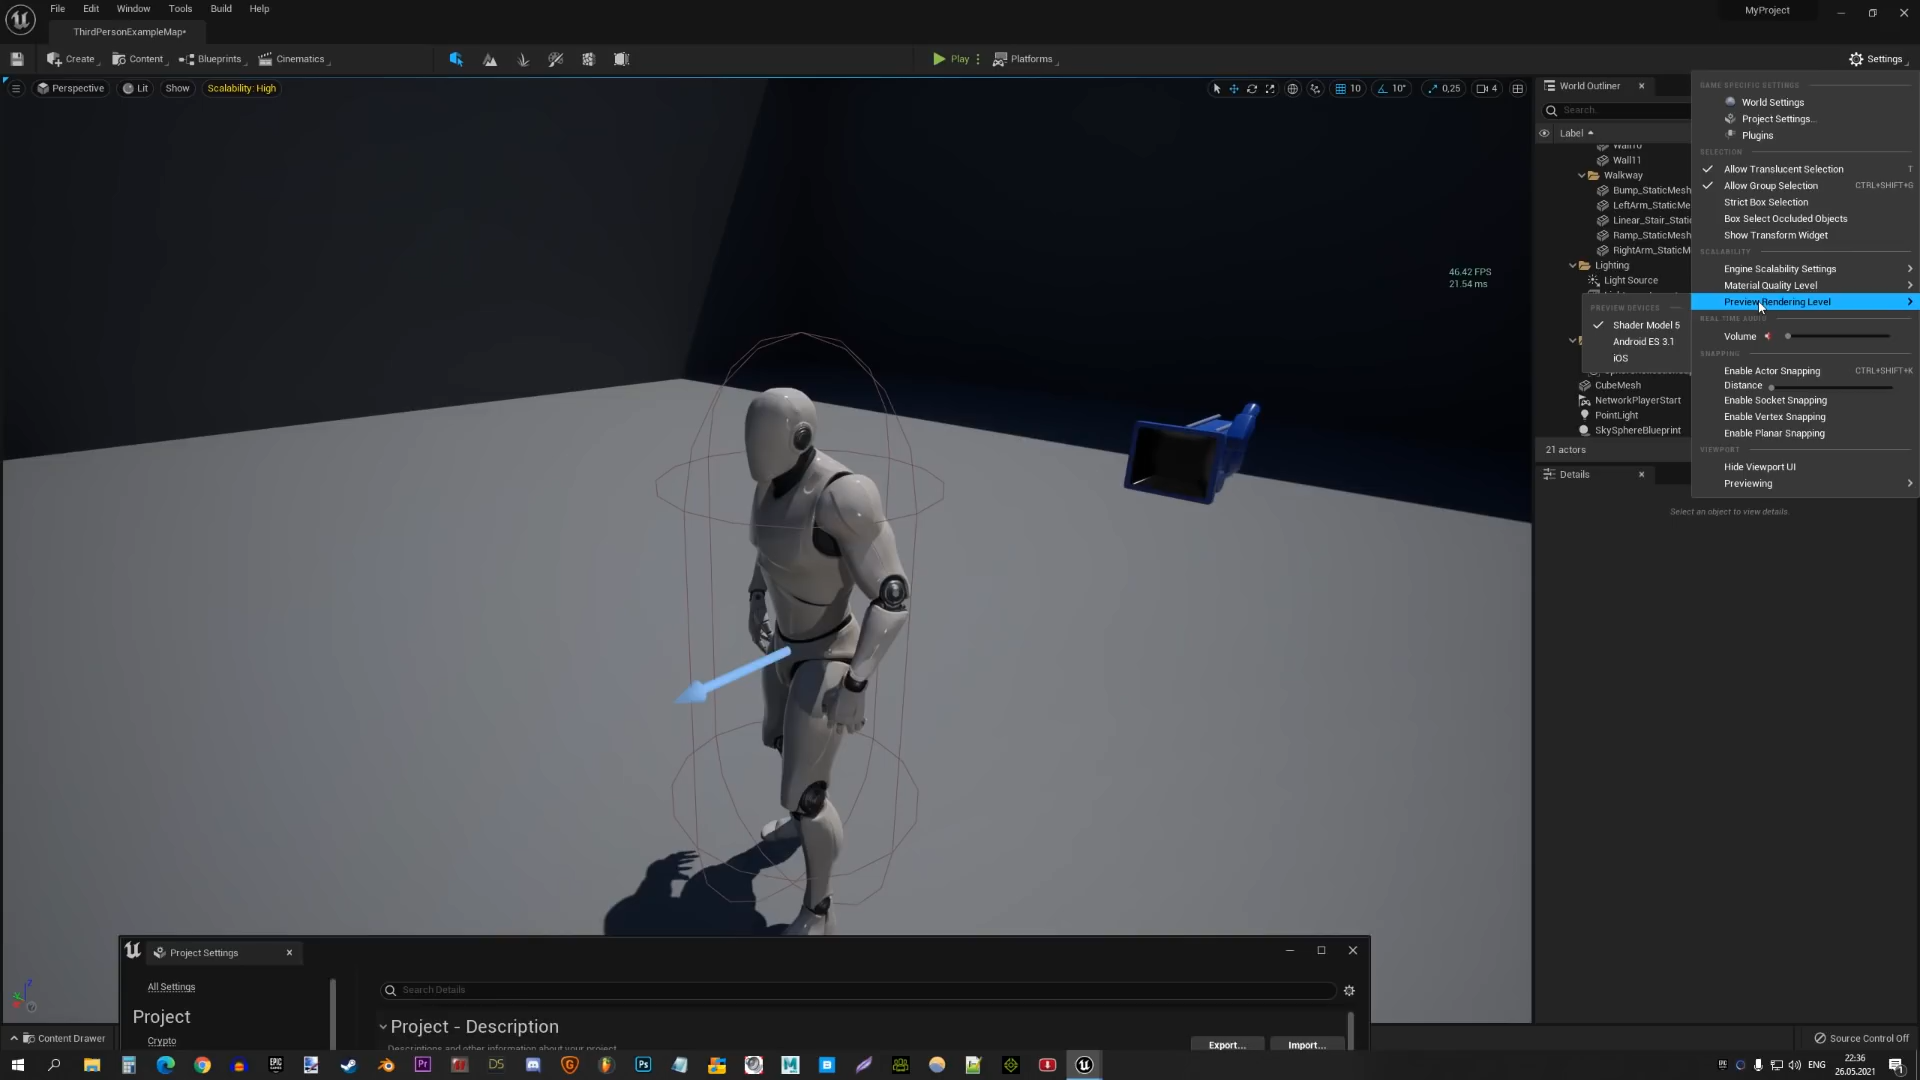 File Edit Window Tools Build Help
MyProject
ThirdPersonExampleMap•
Create Content Blueprints Cinematics
Play Platforms
Settings
Perspective Lit Show Scalability: High
10 10° 0,25 4
World Outliner
Search.
Label
Wall11
Walkway
Bump_StaticMesh
LeftArm_StaticMe
Linear_Stair_Stati
Ramp_StaticMesh
RightArm_StaticM
Lighting
Light Source
CubeMesh
NetworkPlayerStart
PointLight
SkySphereBlueprint
21 actors
Details
Select an object to view details.
46.42 FPS
21.54 ms
GAME SPECIFIC SETTINGS
World Settings
Project Settings...
Plugins
SELECTION
Allow Translucent Selection T
Allow Group Selection CTRL+SHIFT+G
Strict Box Selection
Box Select Occluded Objects
Show Transform Widget
SCALABILITY
Engine Scalability Settings
Material Quality Level
Preview Rendering Level
REAL TIME AUDIO
Volume
SNAPPING
Enable Actor Snapping CTRL+SHIFT+K
Distance
Enable Socket Snapping
Enable Vertex Snapping
Enable Planar Snapping
VIEWPORT
Hide Viewport UI
Previewing
PREVIEW DEVICES
Shader Model 5
Android ES 3.1
iOS
Project Settings
All Settings
Project
Crypto
Search Details
Project - Description
Descriptions and other information about your project.
Export... Import...
Content Drawer
Source Control Off
ENG
22:36
26.05.2021